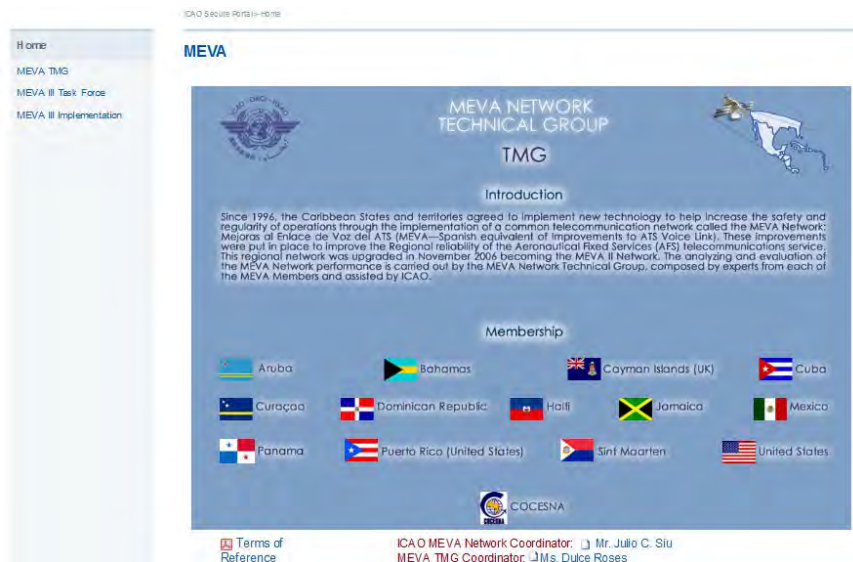 ICAO Secure Portal > Home
Home
MEVA TMG
MEVA III Task Force
MEVA III Implementation
MEVA
MEVA NETWORK
TECHNICAL GROUP
TMG
Introduction
Since 1996, the Caribbean States and territories agreed to implement new technology to help increase the safety and
regularity of operations through the implementation of a common telecommunication network called the MEVA Network:
Mejoras al Enlace de Voz del ATS (MEVA—Spanish equivalent of Improvements to ATS Voice Link). These improvements
were put in place to improve the Regional reliability of the Aeronautical Fixed Services (AFS) telecommunications service.
This regional network was upgraded in November 2006 becoming the MEVA II Network. The analyzing and evaluation of
the MEVA Network performance is carried out by the MEVA Network Technical Group, composed by experts from each of
the MEVA Members and assisted by ICAO.
Membership
Aruba Bahamas Cayman Islands (UK) Cuba
Curaçao Dominican Republic Haiti Jamaica Mexico
Panama Puerto Rico (United States) Sint Maarten United States
COCESNA COCESNA
Terms of
Reference
ICAO MEVA Network Coordinator: Mr. Julio C. Siu
MEVA TMG Coordinator: Ms. Dulce Roses